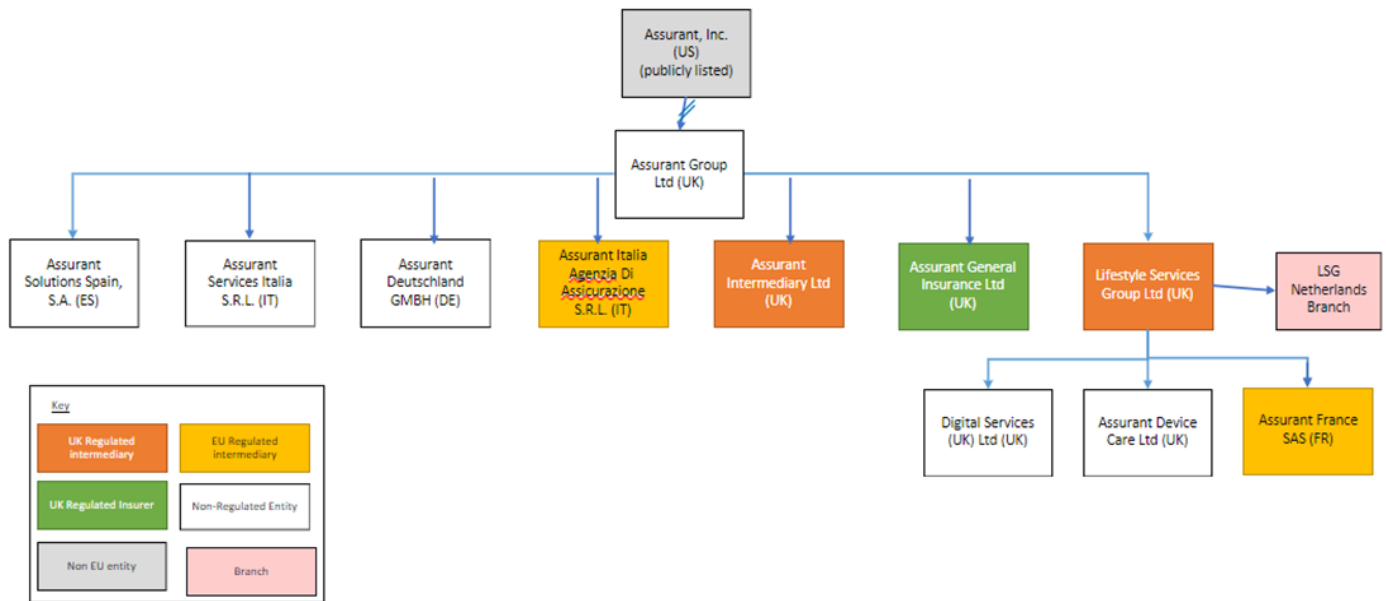 Assurant, Inc.
(US)
(publicly listed)
Assurant Group
Ltd (UK)
Assurant
Solutions Spain,
S.A. (ES)
Assurant
Services Italia
S.R.L. (IT)
Assurant
Deutschland
GMBH (DE)
Assurant Italia
Agenzia Di
Assicurazione
S.R.L. (IT)
Assurant
Intermediary Ltd
(UK)
Assurant General
Insurance Ltd
(UK)
Lifestyle Services
Group Ltd (UK)
LSG
Netherlands
Branch
Digital Services
(UK) Ltd (UK)
Assurant Device
Care Ltd (UK)
Assurant France
SAS (FR)
Key
UK Regulated
intermediary
EU Regulated
intermediary
UK Regulated Insurer
Non-Regulated Entity
Non EU entity
Branch